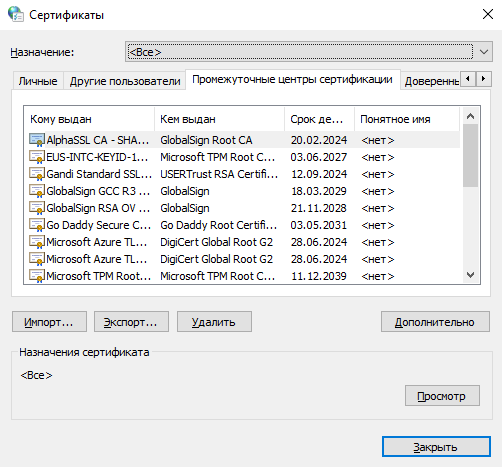 Сертификаты
Назначение: <Все>
Личные Другие пользователи Промежуточные центры сертификации Доверенны
Кому выдан Кем выдан Срок де... Понятное имя
AlphaSSL CA - SHA... GlobalSign Root CA 20.02.2024 <нет>
EUS-INTC-KEYID-1... Microsoft TPM Root C... 03.06.2027 <нет>
Gandi Standard SSL... USERTrust RSA Certifi... 12.09.2024 <нет>
GlobalSign GCC R3 ... GlobalSign 18.03.2029 <нет>
GlobalSign RSA OV ... GlobalSign 21.11.2028 <нет>
Go Daddy Secure C... Go Daddy Root Certifi... 03.05.2031 <нет>
Microsoft Azure TL... DigiCert Global Root G2 28.06.2024 <нет>
Microsoft Azure TL... DigiCert Global Root G2 28.06.2024 <нет>
Microsoft TPM Root... Microsoft TPM Root C... 11.12.2039 <нет>
Импорт... Экспорт... Удалить Дополнительно
Назначения сертификата
<Все>
Просмотр
Закрыть